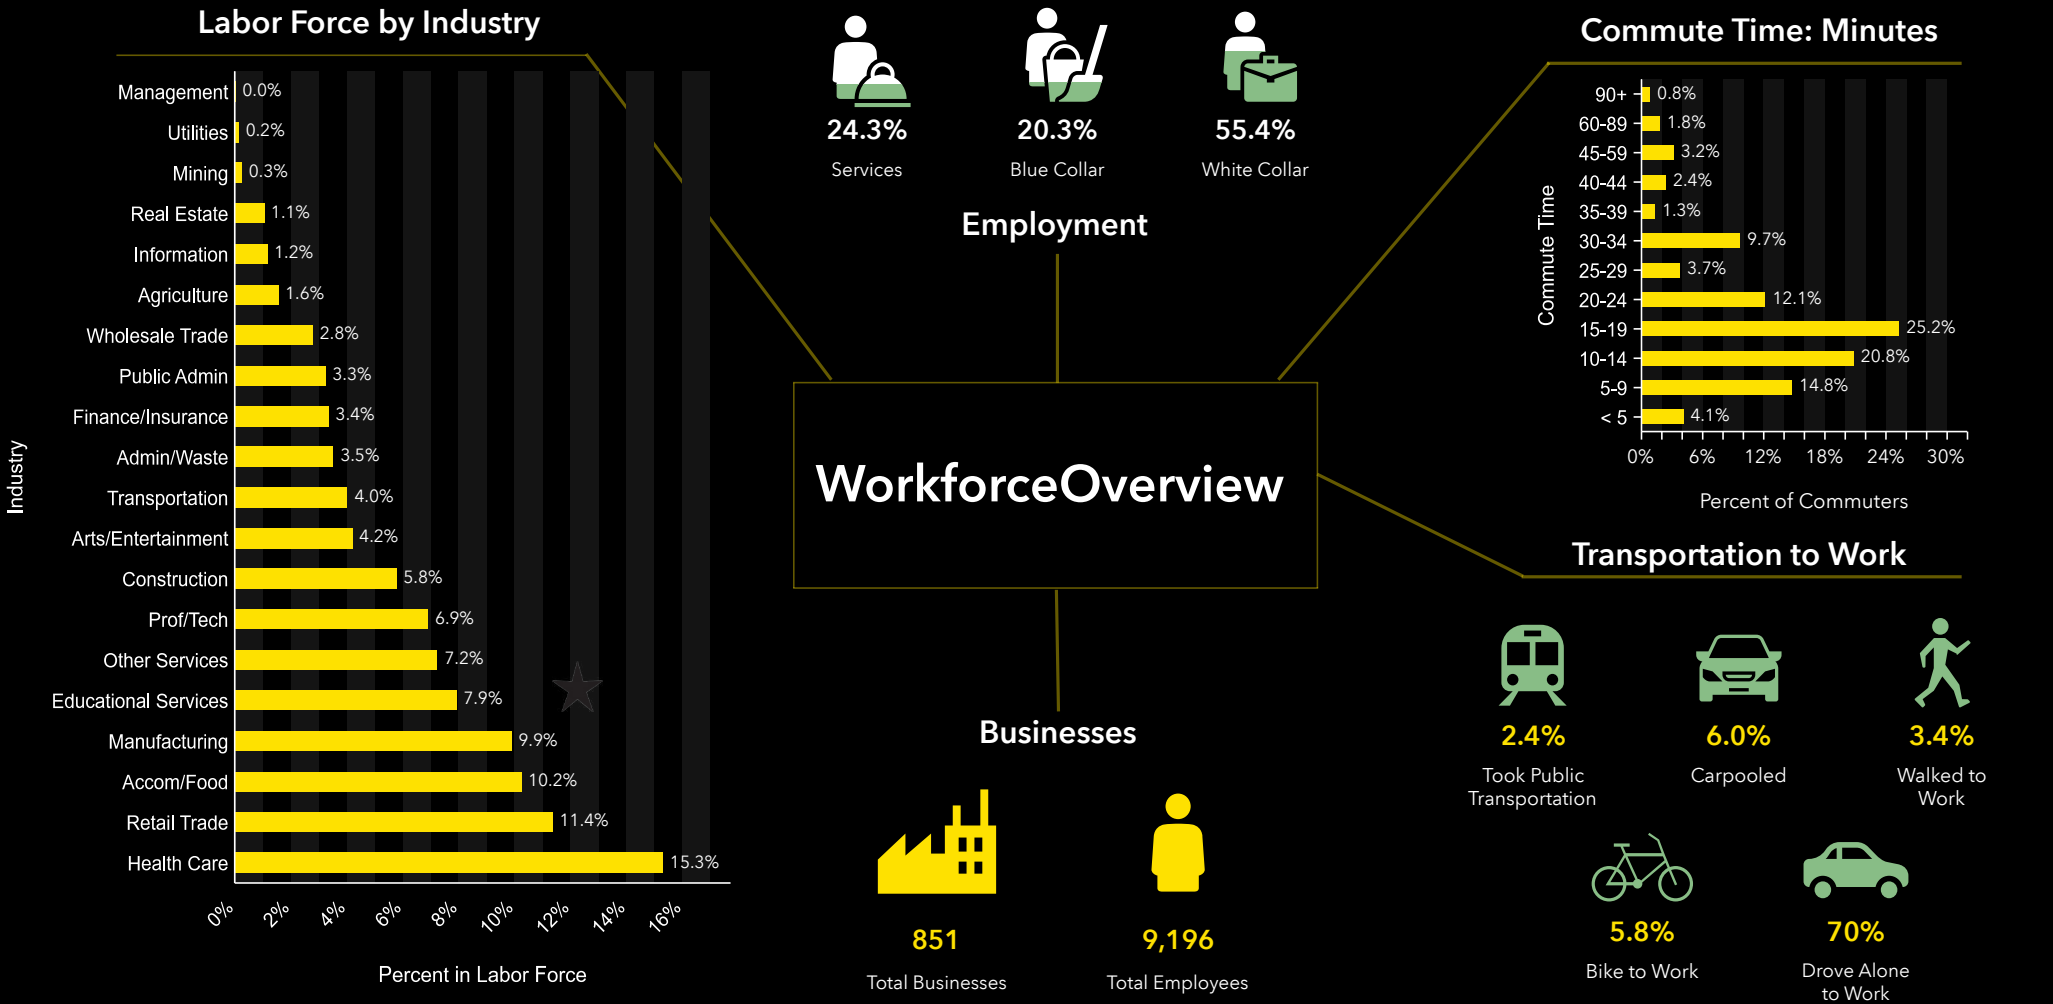 Labor Force by Industry
Industry
Management 0.0%
Utilities 0.2%
Mining 0.3%
Real Estate 1.1%
Information 1.2%
Agriculture 1.6%
Wholesale Trade 2.8%
Public Admin 3.3%
Finance/Insurance 3.4%
Admin/Waste 3.5%
Transportation 4.0%
Arts/Entertainment 4.2%
Construction 5.8%
Prof/Tech 6.9%
Other Services 7.2%
Educational Services 7.9%
Manufacturing 9.9%
Accom/Food 10.2%
Retail Trade 11.4%
Health Care 15.3%
0% 2% 4% 6% 8% 10% 12% 14% 16%
Percent in Labor Force
24.3% 20.3% 55.4%
Services Blue Collar White Collar
Employment
WorkforceOverview
Businesses
851 9,196
Total Businesses Total Employees
Commute Time: Minutes
Commute Time
90+ 0.8%
60-89 1.8%
45-59 3.2%
40-44 2.4%
35-39 1.3%
30-34 9.7%
25-29 3.7%
20-24 12.1%
15-19 25.2%
10-14 20.8%
5-9 14.8%
< 5 4.1%
0% 6% 12% 18% 24% 30%
Percent of Commuters
Transportation to Work
2.4% 6.0% 3.4%
Took Public
Transportation
Carpooled
Walked to
Work
5.8% 70%
Bike to Work
Drove Alone
to Work